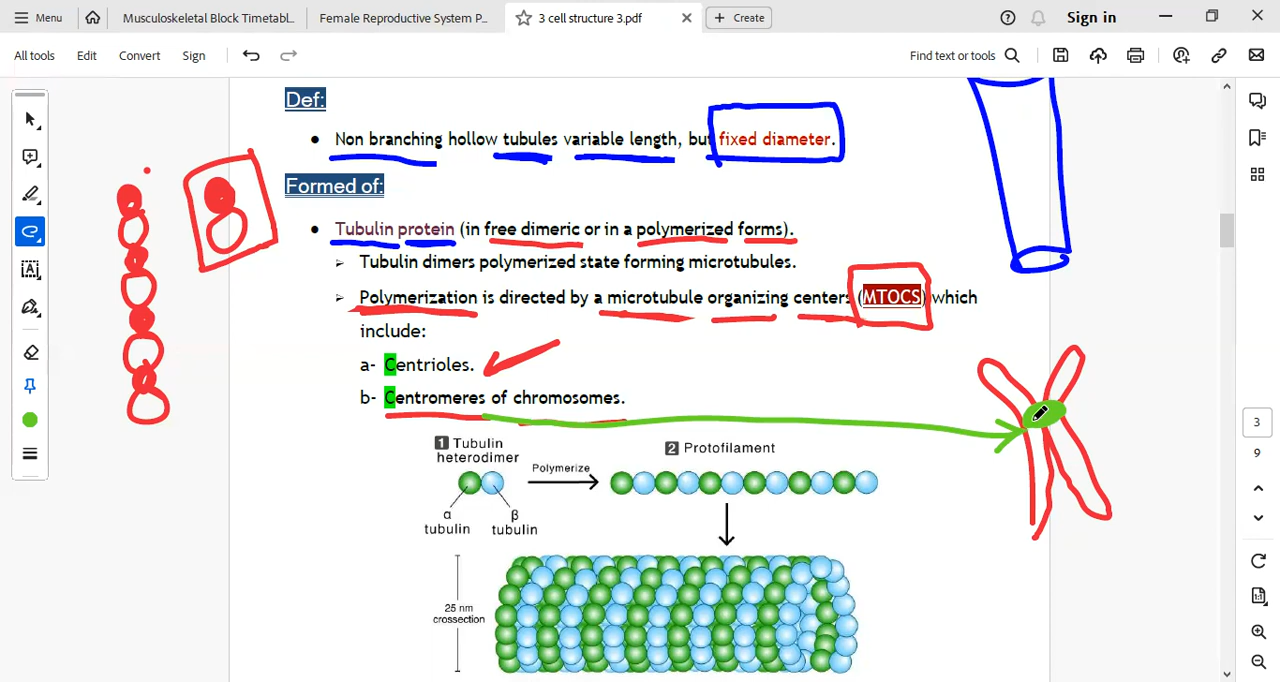 Menu
Musculoskeletal Block Timetabl...
Female Reproductive System P...
3 cell structure 3.pdf
Create
Sign in
All tools
Edit
Convert
Sign
Find text or tools
Def:
• Non branching hollow tubules variable length, but fixed diameter.
Formed of:
• Tubulin protein (in free dimeric or in a polymerized forms).
➢ Tubulin dimers polymerized state forming microtubules.
➢ Polymerization is directed by a microtubule organizing centers (MTOCS) which
include:
a- Centrioles.
b- Centromeres of chromosomes.
1 Tubulin
heterodimer
Polymerize
2 Protofilament
α
tubulin
β
tubulin
25 nm
crossection
3
9